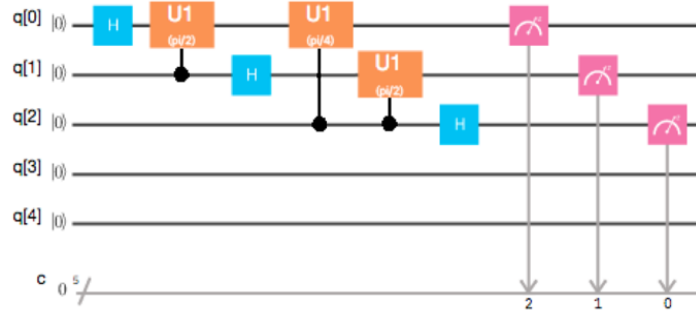 q[0] |0⟩ H U1 (pi/2) U1 (pi/4)
q[1] |0⟩ H U1 (pi/2)
q[2] |0⟩ H
q[3] |0⟩
q[4] |0⟩
c 0 5
2 1 0